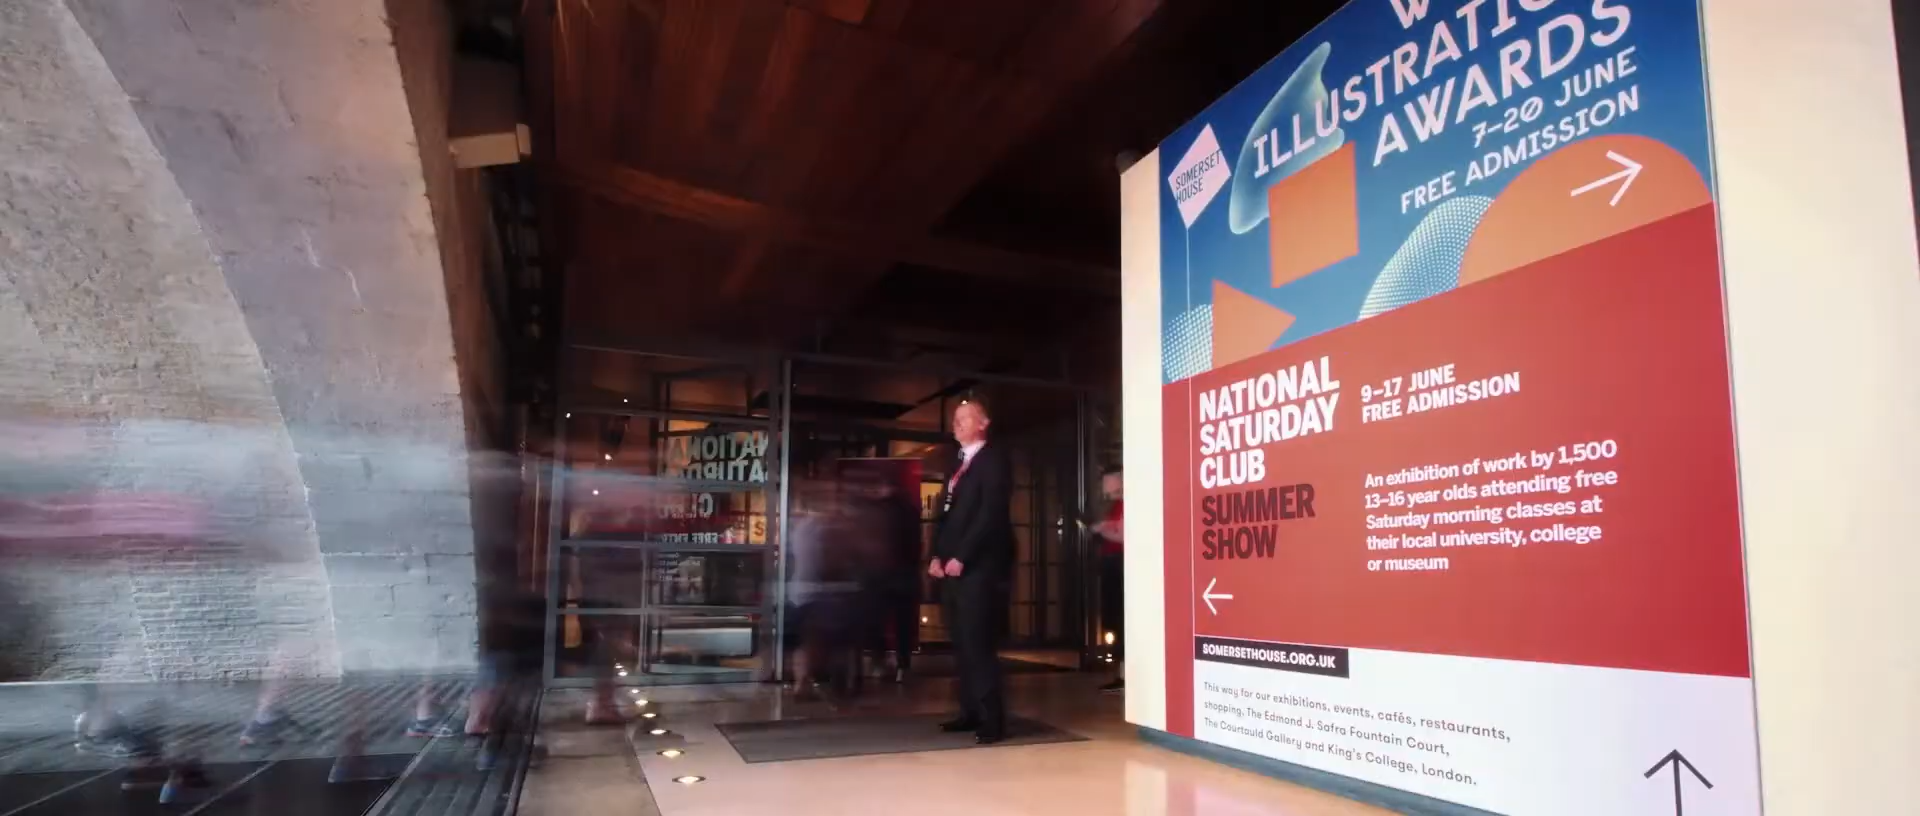 ILLUSTRATIO
AWARDS
7–20 JUNE
FREE ADMISSION
SOMERSET
HOUSE
NATIONAL
SATURDAY
CLUB
SUMMER
SHOW
9–17 JUNE
FREE ADMISSION
An exhibition of work by 1,500
13–16 year olds attending free
Saturday morning classes at
their local university, college
or museum
SOMERSETHOUSE.ORG.UK
This way for our exhibitions, events, cafés, restaurants,
shopping, The Edmond J. Safra Fountain Court,
The Courtauld Gallery and King's College, London.
NATIONAL
SATURDAY
CLUB